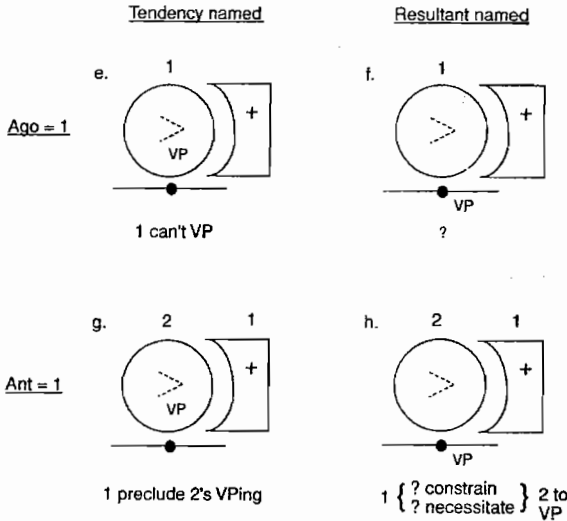 Tendency named Resultant named
e. 1 f. 1
Ago = 1 > + > +
VP
VP
1 can't VP ?
g. 2 1 h. 2 1
Ant = 1 > + > +
VP
VP
1 preclude 2's VPing 1 { ? constrain } 2 to
? necessitate VP